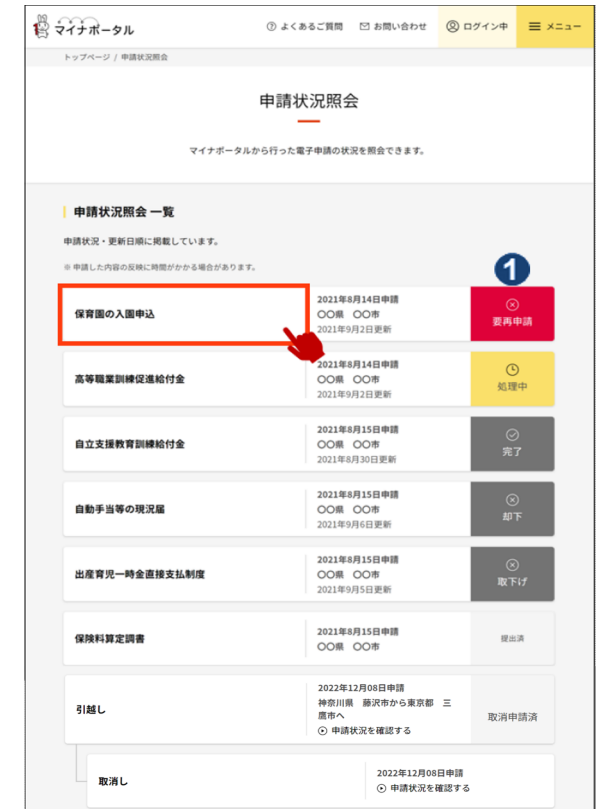 マイナポータル
よくあるご質問 お問い合わせ ログイン中 メニュー
トップページ / 申請状況照会
申請状況照会
マイナポータルから行った電子申請の状況を照会できます。
申請状況照会 一覧
申請状況・更新日順に掲載しています。
※ 申請した内容の反映に時間がかかる場合があります。
1
保育園の入園申込
2021年8月14日申請
〇〇県 〇〇市
2021年9月2日更新
要再申請
高等職業訓練促進給付金
2021年8月14日申請
〇〇県 〇〇市
2021年9月2日更新
処理中
自立支援教育訓練給付金
2021年8月15日申請
〇〇県 〇〇市
2021年8月30日更新
完了
自動手当等の現況届
2021年8月15日申請
〇〇県 〇〇市
2021年9月6日更新
却下
出産育児一時金直接支払制度
2021年8月15日申請
〇〇県 〇〇市
2021年9月5日更新
取下げ
保険料算定調書
2021年8月15日申請
〇〇県 〇〇市
提出済
引越し
2022年12月08日申請
神奈川県 藤沢市から東京都 三
鷹市へ
申請状況を確認する
取消申請済
取消し
2022年12月08日申請
申請状況を確認する